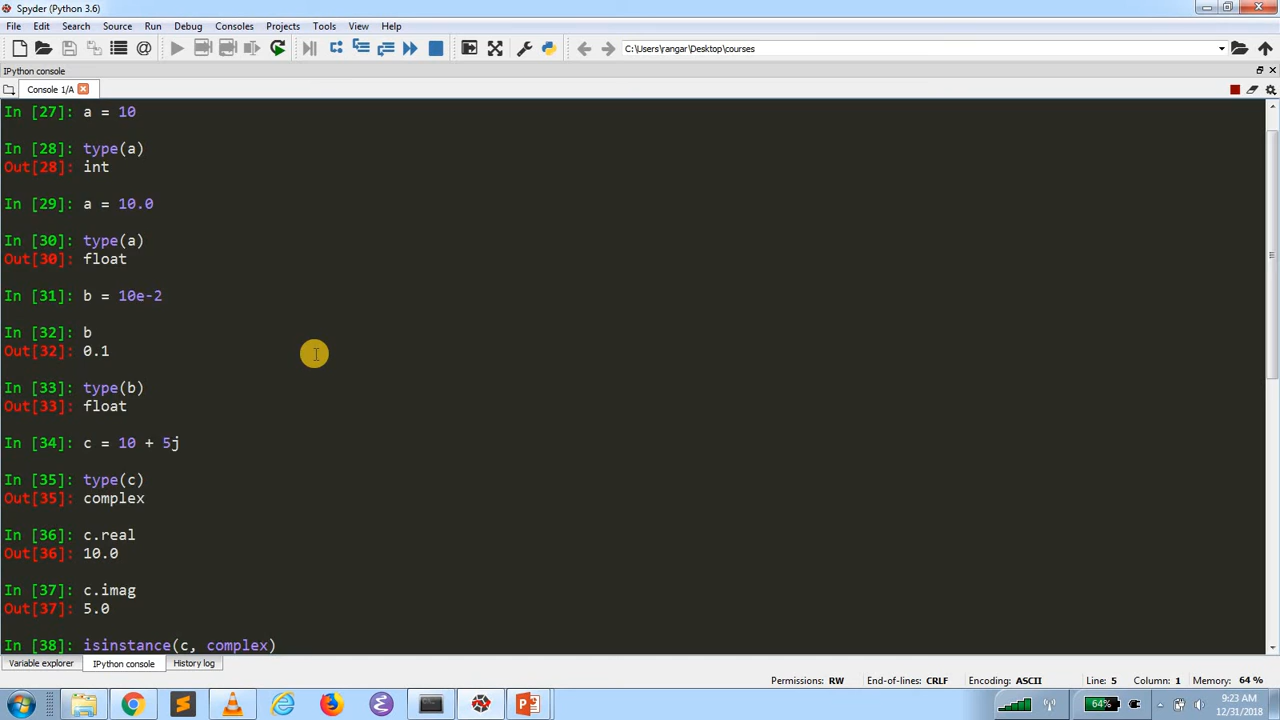 Spyder (Python 3.6)
File Edit Search Source Run Debug Consoles Projects Tools View Help
C:\Users\rangar\Desktop\courses
IPython console
Console 1/A
In [27]: a = 10
In [28]: type(a)
Out[28]: int
In [29]: a = 10.0
In [30]: type(a)
Out[30]: float
In [31]: b = 10e-2
In [32]: b
Out[32]: 0.1
In [33]: type(b)
Out[33]: float
In [34]: c = 10 + 5j
In [35]: type(c)
Out[35]: complex
In [36]: c.real
Out[36]: 10.0
In [37]: c.imag
Out[37]: 5.0
In [38]: isinstance(c, complex)
Variable explorer IPython console History log
Permissions: RW End-of-lines: CRLF Encoding: ASCII Line: 5 Column: 1 Memory: 64 %
64%
9:23 AM
12/31/2018